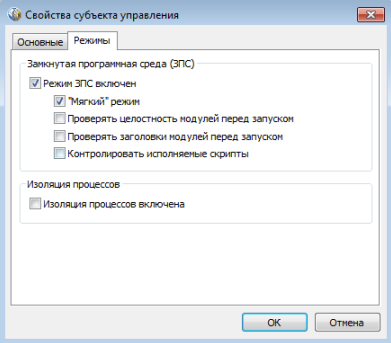 Свойства субъекта управления
Основные
Режимы
Замкнутая программная среда (ЗПС)
Режим ЗПС включен
"Мягкий" режим
Проверять целостность модулей перед запуском
Проверять заголовки модулей перед запуском
Контролировать исполняемые скрипты
Изоляция процессов
Изоляция процессов включена
ОК
Отмена